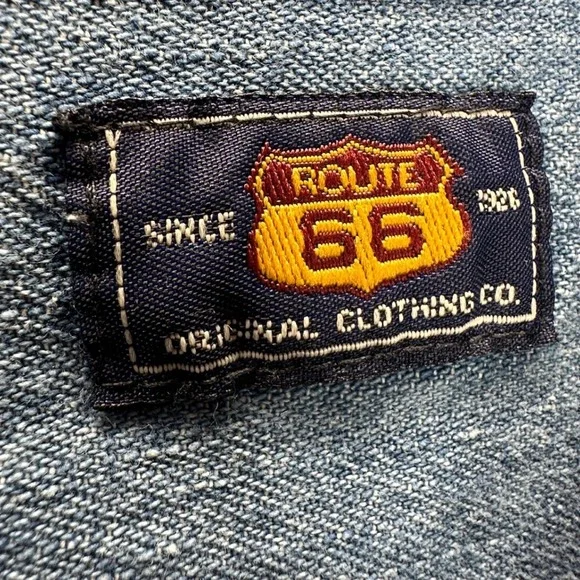 ROUTE
66
SINCE 1926
ORIGINAL CLOTHING CO.